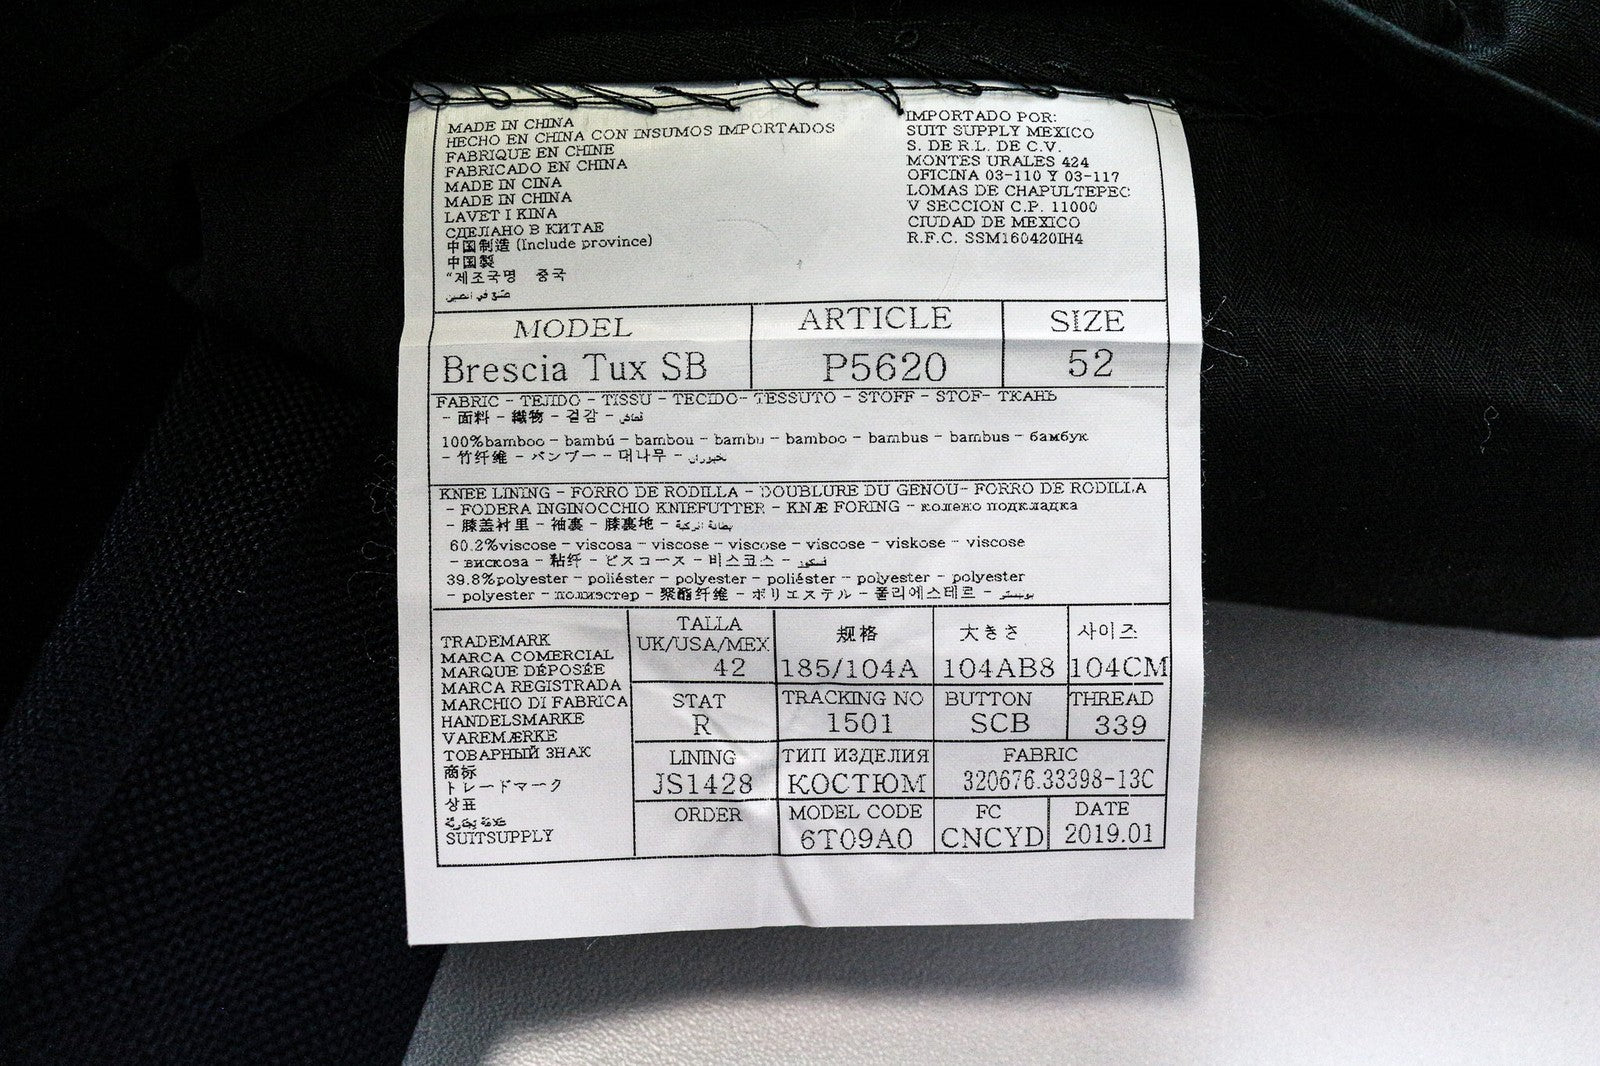 MADE IN CHINA
HECHO EN CHINA CON INSUMOS IMPORTADOS
FABRIQUE EN CHINE
FABRICADO EN CHINA
MADE IN CINA
MADE IN CHINA
LAVET I KINA
СДЕЛАНО В КИТАЕ
中国制造 (Include province)
中国製
"제조국명 중국
صنع في الصين
IMPORTADO POR:
SUIT SUPPLY MEXICO
S. DE R.L. DE C.V.
MONTES URALES 424
OFICINA 03-110 Y 03-117
LOMAS DE CHAPULTEPEC
V SECCION C.P. 11000
CIUDAD DE MEXICO
R.F.C. SSM160420IH4
MODEL
Brescia Tux SB
ARTICLE
P5620
SIZE
52
FABRIC - TEJIDO - TISSU - TECIDO- TESSUTO - STOFF - STOF- ТКАНЬ
- 面料 - 織物 - 겉감 - قماش
100%bamboo - bambú - bambou - bambu - bamboo - bambus - bambus - бамбук
- 竹纤维 - バンブー - 대나무 -
KNEE LINING - FORRO DE RODILLA - DOUBLURE DU GENOU- FORRO DE RODILLA
- FODERA INGINOCCHIO KNIEFUTTER - KNÆ FORING - колено подкладка
- 膝盖衬里 - 袖裏 - 膝裏地 - بطانة الركبة
60.2%viscose - viscosa - viscose - viscose - viscose - viskose - viscose
- вискоза - 粘纤 - ビスコース - 비스코스 - فسكوز
39.8%polyester - poliéster - polyester - poliéster - polyester - polyester
- polyester - полиэстер - 聚酯纤维 - ポリエステル - 폴리에스테르 - بوليستر
TRADEMARK
MARCA COMERCIAL
MARQUE DÉPOSÉE
MARCA REGISTRADA
MARCHIO DI FABRICA
HANDELSMARKE
VAREMÆRKE
ТОВАРНЫЙ ЗНАК
商标
トレードマーク
상표
علامة تجارية
SUITSUPPLY
TALLA
UK/USA/MEX
42
规格
185/104A
大きさ
104AB8
사이즈
104CM
STAT
R
TRACKING NO
1501
BUTTON
SCB
THREAD
339
LINING
JS1428
ТИП ИЗДЕЛИЯ
КОСТЮМ
FABRIC
320676.33398-13C
ORDER
MODEL CODE
6T09A0
FC
CNCYD
DATE
2019.01